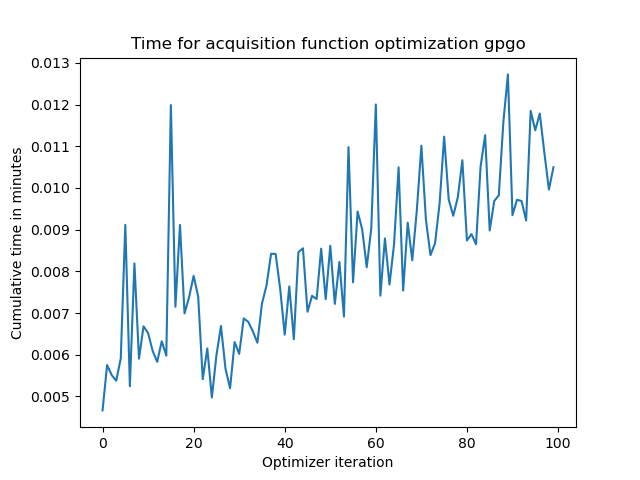 Time for acquisition function optimization gpgo
0.013
0.012
0.011
0.010
0.009
0.008
0.007
0.006
0.005
Cumulative time in minutes
0 20 40 60 80 100
Optimizer iteration